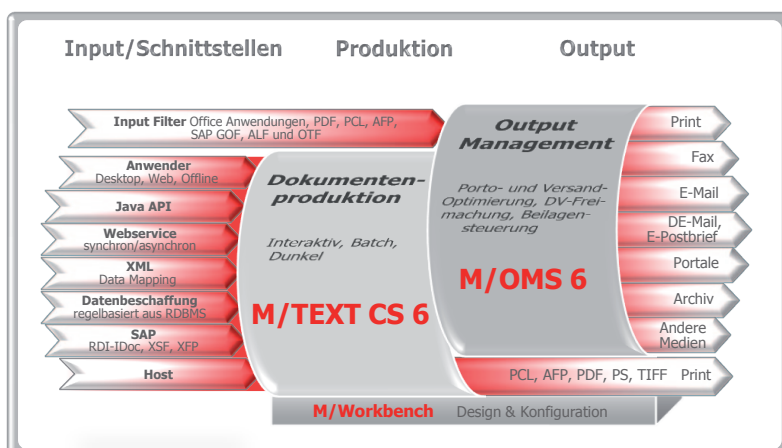 Input/Schnittstellen Produktion Output
Input Filter Office Anwendungen, PDF, PCL, AFP,
SAP GOF, ALF und OTF
Anwender
Desktop, Web, Offline
Java API
Webservice
synchron/asynchron
XML
Data Mapping
Datenbeschaffung
regelbasiert aus RDBMS
SAP
RDI-IDoc, XSF, XFP
Host
Dokumenten-
produktion
Interaktiv, Batch,
Dunkel
M/TEXT CS 6
Output
Management
Porto- und Versand-
Optimierung, DV-Frei-
machung, Beilagen-
steuerung
M/OMS 6
Print
Fax
E-Mail
DE-Mail,
E-Postbrief
Portale
Archiv
Andere
Medien
PCL, AFP, PDF, PS, TIFF Print
M/Workbench Design & Konfiguration